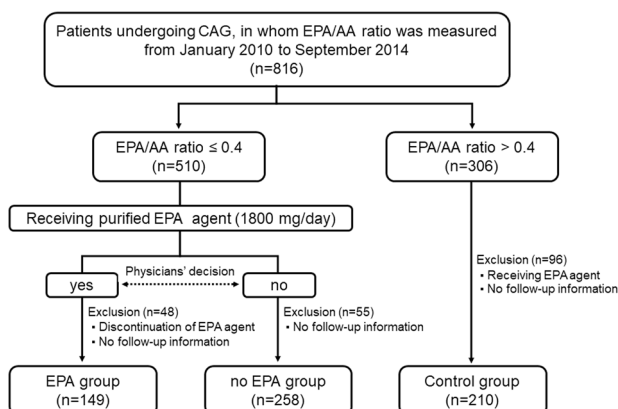 Patients undergoing CAG, in whom EPA/AA ratio was measured
from January 2010 to September 2014
(n=816)
EPA/AA ratio ≤ 0.4
(n=510)
EPA/AA ratio > 0.4
(n=306)
Receiving purified EPA agent (1800 mg/day)
Physicians' decision
yes
no
Exclusion (n=48)
• Discontinuation of EPA agent
• No follow-up information
Exclusion (n=55)
• No follow-up information
Exclusion (n=96)
• Receiving EPA agent
• No follow-up information
EPA group
(n=149)
no EPA group
(n=258)
Control group
(n=210)